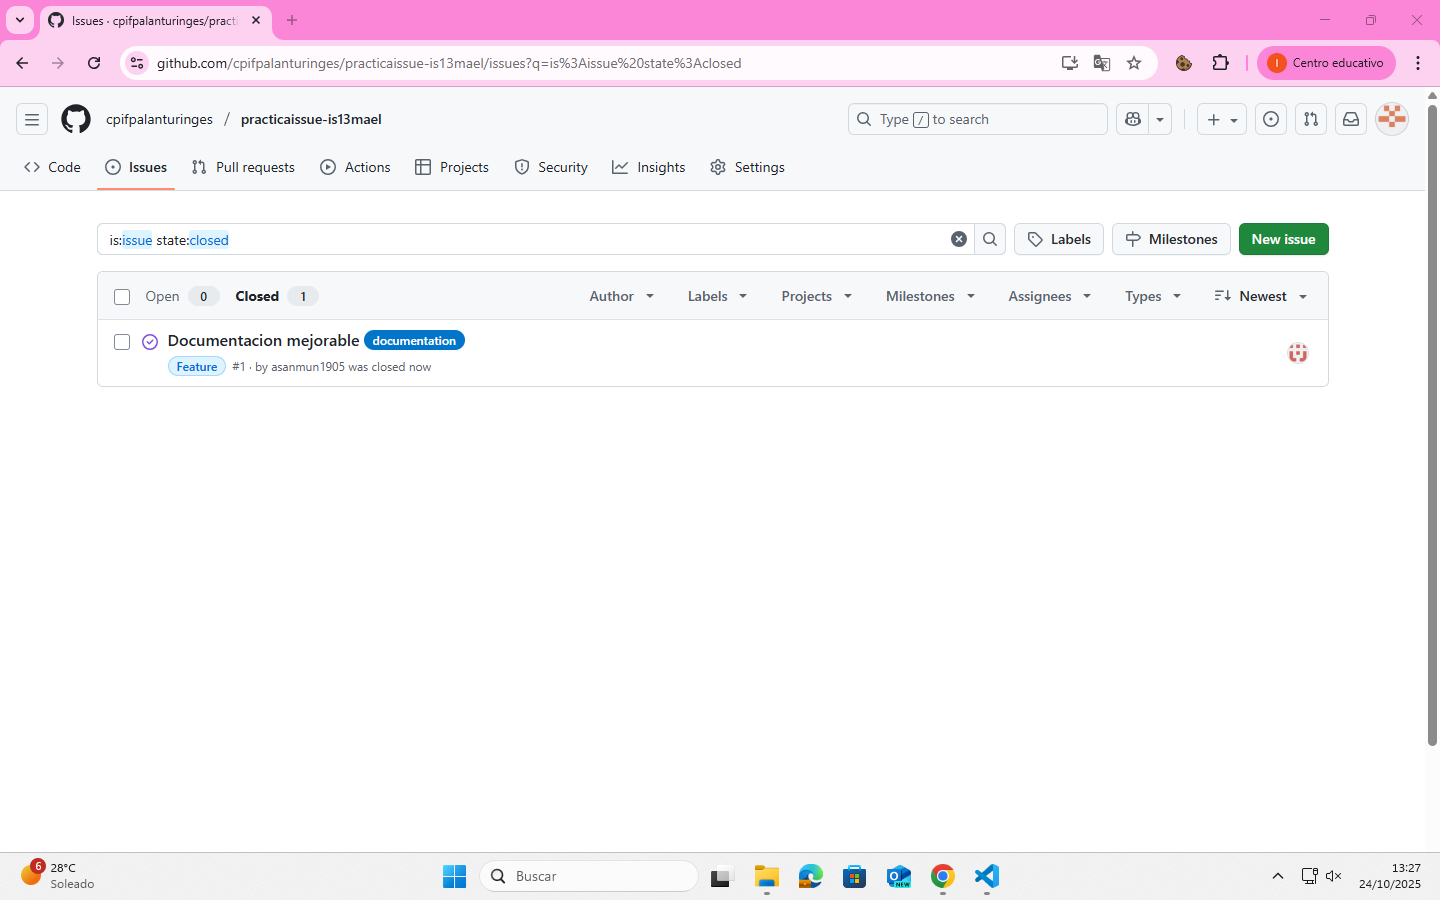 Issues · cpifpalanturinges/practi
github.com/cpifpalanturinges/practicaissue-is13mael/issues?q=is%3Aissue%20state%3Aclosed
Centro educativo
cpifpalanturinges / practicaissue-is13mael
Type / to search
Code
Issues
Pull requests
Actions
Projects
Security
Insights
Settings
is:issue state:closed
Labels
Milestones
New issue
Open 0
Closed 1
Author
Labels
Projects
Milestones
Assignees
Types
Newest
Documentacion mejorable documentation
Feature #1 · by asanmun1905 was closed now
6
28°C
Soleado
Buscar
NEW
13:27
24/10/2025